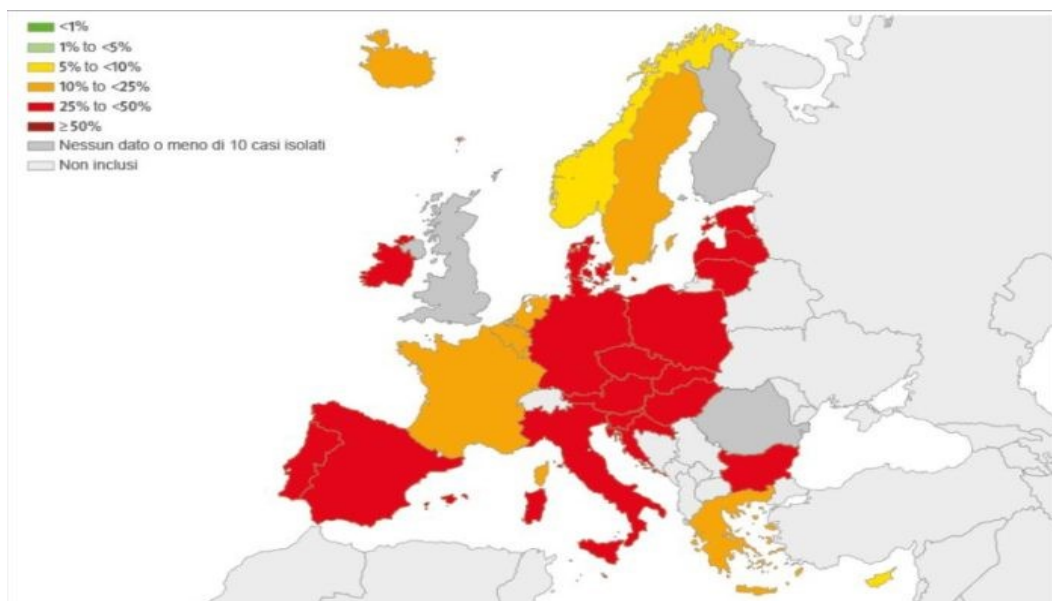 <1%
1% to <5%
5% to <10%
10% to <25%
25% to <50%
≥50%
Nessun dato o meno di 10 casi isolati
Non inclusi